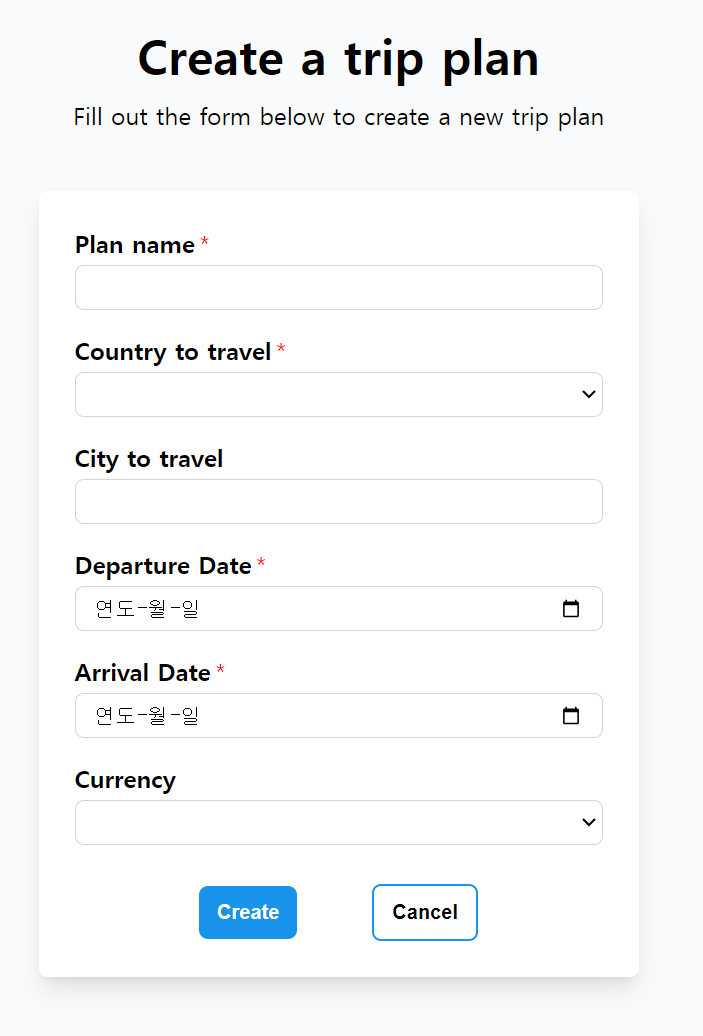 Create a trip plan
Fill out the form below to create a new trip plan
Plan name *
Country to travel *
City to travel
Departure Date *
연도-월-일
Arrival Date *
연도-월-일
Currency
Create
Cancel